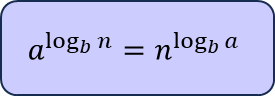 $a^{\log_b n} = n^{\log_b a}$